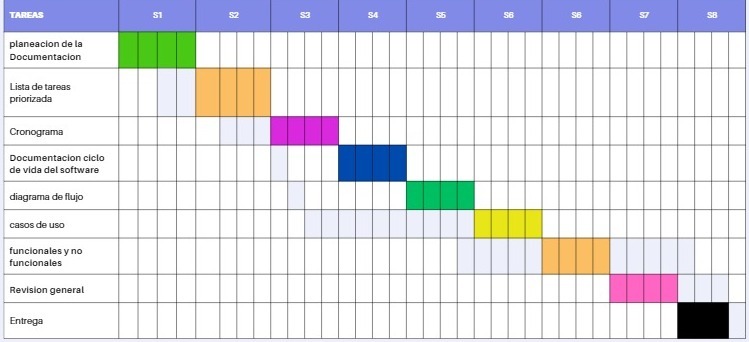 TAREAS S1 S2 S3 S4 S5 S6 S6 S7 S8
planeacion de la
Documentacion
Lista de tareas
priorizada
Cronograma
Documentacion ciclo
de vida del software
diagrama de flujo
casos de uso
funcionales y no
funcionales
Revision general
Entrega